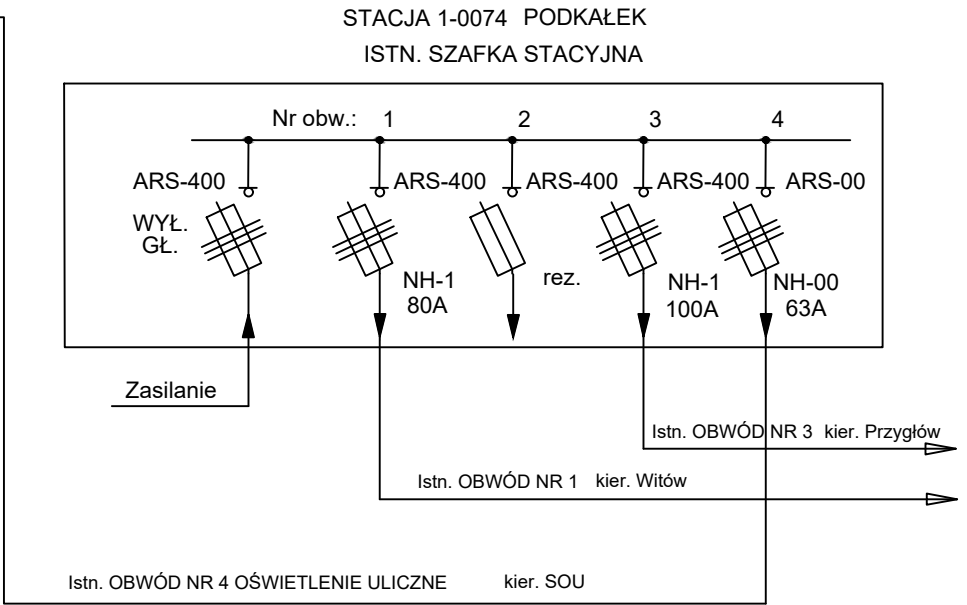 STACJA 1-0074 PODKAŁEK
ISTN. SZAFKA STACYJNA
Nr obw.: 1 2 3 4
ARS-400 ARS-400 ARS-400 ARS-400 ARS-00
WYŁ.
GŁ.
NH-1 rez. NH-1 NH-00
80A 100A 63A
Zasilanie
Istn. OBWÓD NR 3 kier. Przygłów
Istn. OBWÓD NR 1 kier. Witów
Istn. OBWÓD NR 4 OŚWIETLENIE ULICZNE kier. SOU